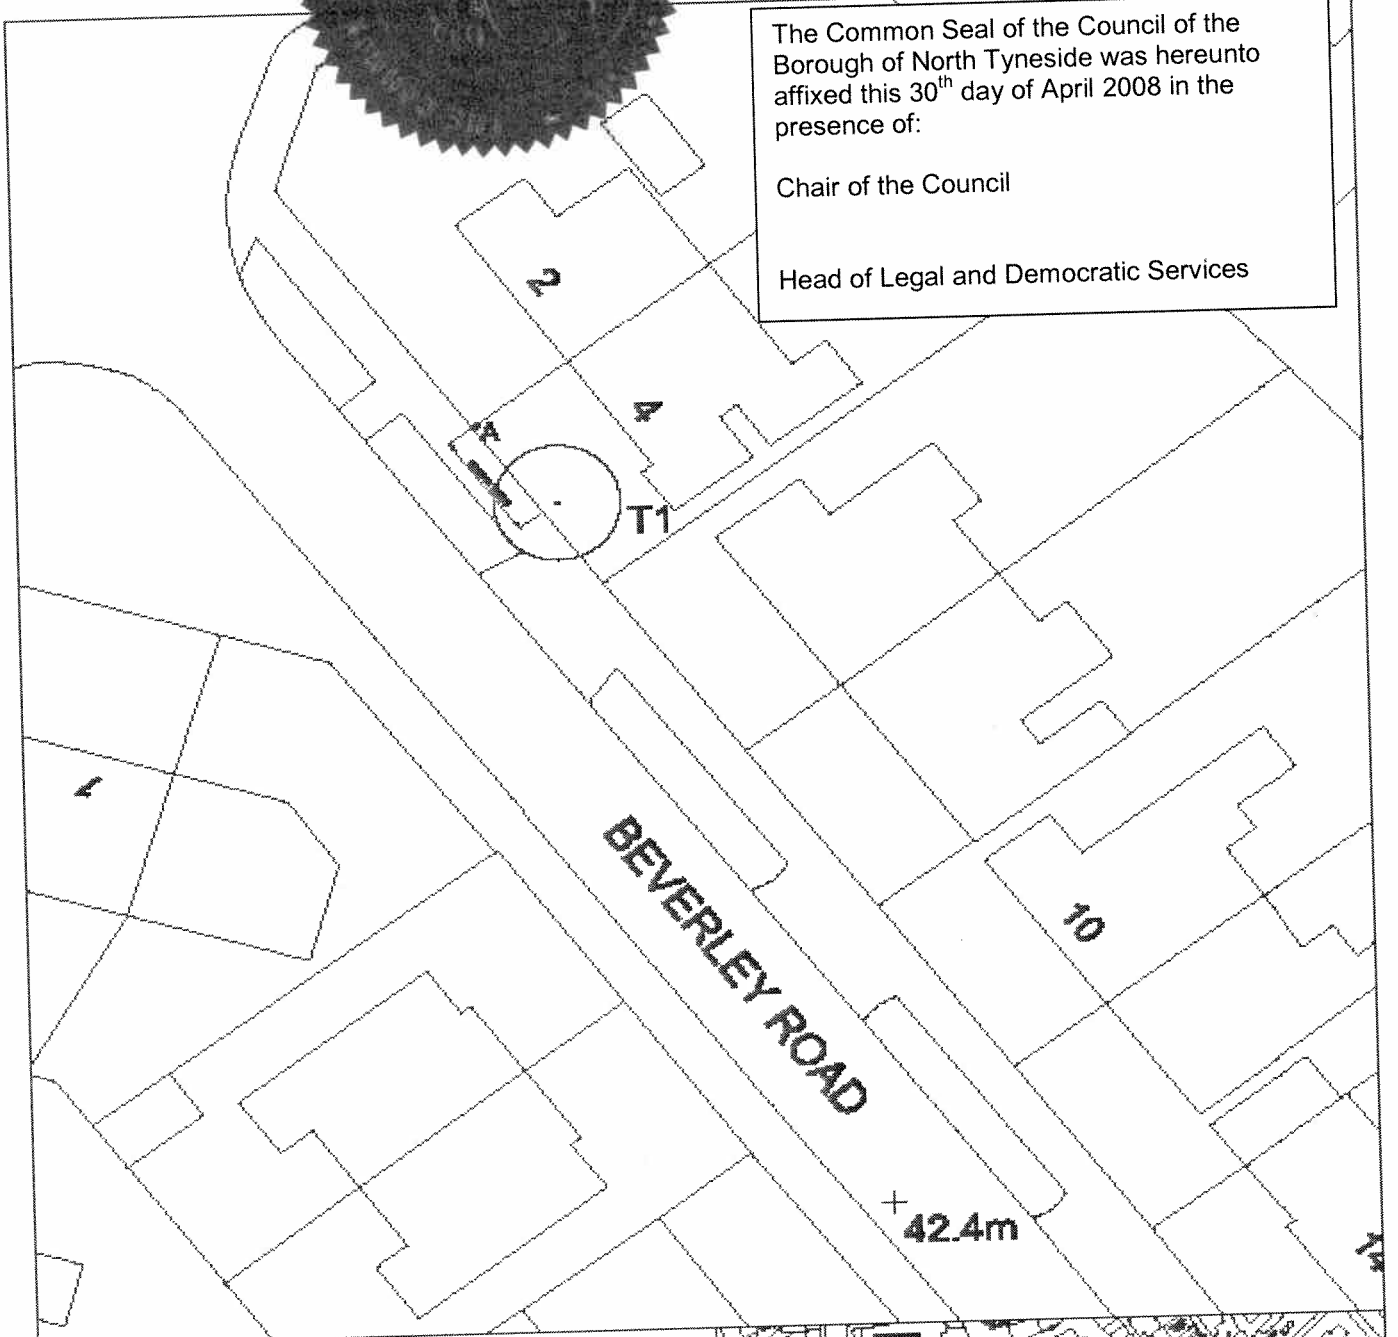 The Common Seal of the Council of the
Borough of North Tyneside was hereunto
affixed this 30th day of April 2008 in the
presence of:
Chair of the Council
Head of Legal and Democratic Services
2
4
A
T1
1
BEVERLEY ROAD
10
42.4m
14